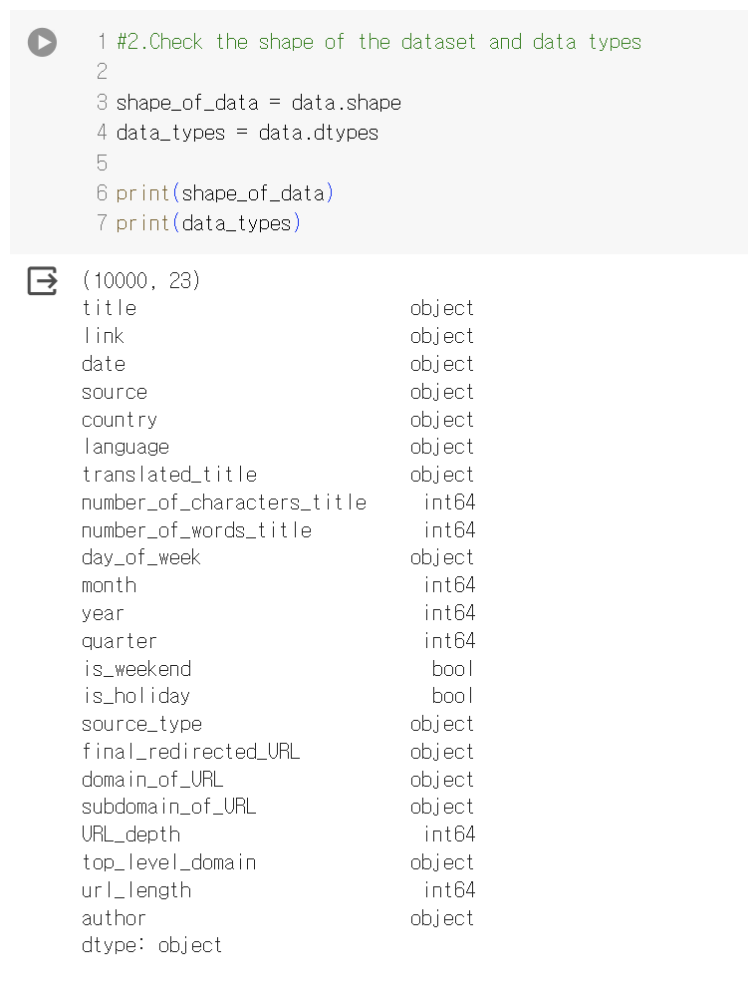 1 #2.Check the shape of the dataset and data types
2
3 shape_of_data = data.shape
4 data_types = data.dtypes
5
6 print(shape_of_data)
7 print(data_types)
(10000, 23)
title object
link object
date object
source object
country object
language object
translated_title object
number_of_characters_title int64
number_of_words_title int64
day_of_week object
month int64
year int64
quarter int64
is_weekend bool
is_holiday bool
source_type object
final_redirected_URL object
domain_of_URL object
subdomain_of_URL object
URL_depth int64
top_level_domain object
url_length int64
author object
dtype: object